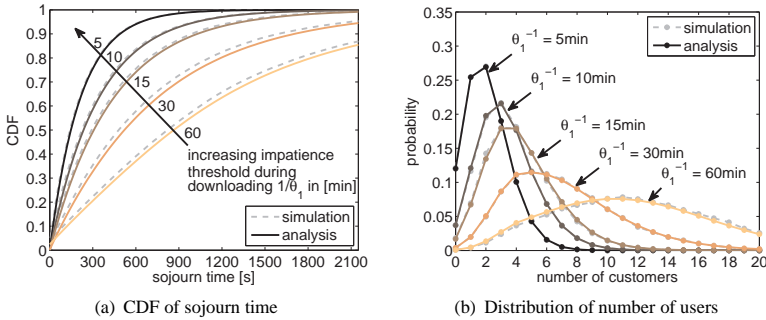 1
0.9
0.8
0.7
0.6
0.5
0.4
0.3
0.2
0.1
0
CDF
5
10
15
30
60
increasing impatience
threshold during
downloading 1/θ₁ in [min]
simulation
analysis
0 300 600 900 1200 1500 1800 2100
sojourn time [s]
(a) CDF of sojourn time
0.35
0.3
0.25
0.2
0.15
0.1
0.05
0
probability
simulation
analysis
θ₁⁻¹ = 5min
θ₁⁻¹ = 10min
θ₁⁻¹ = 15min
θ₁⁻¹ = 30min
θ₁⁻¹ = 60min
0 2 4 6 8 10 12 14 16 18 20
number of customers
(b) Distribution of number of users